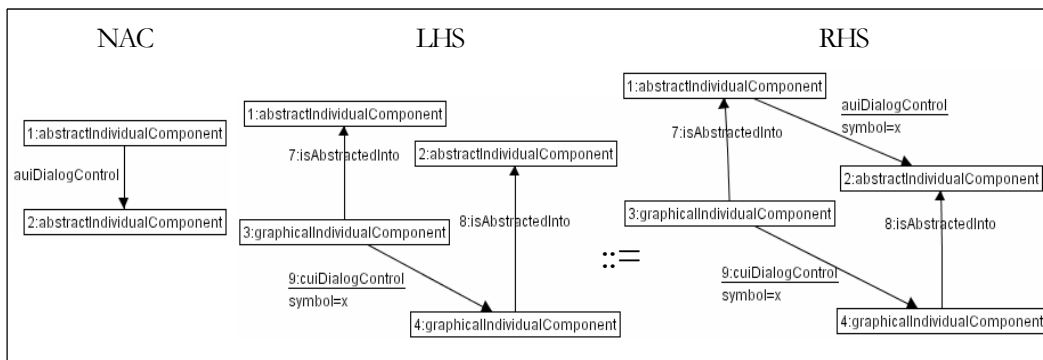 NAC
1:abstractIndividualComponent
auiDialogControl
2:abstractIndividualComponent
LHS
1:abstractIndividualComponent
7:isAbstractedInto
2:abstractIndividualComponent
8:isAbstractedInto
3:graphicalIndividualComponent
9:cuiDialogControl
symbol=x
4:graphicalIndividualComponent
::=
RHS
1:abstractIndividualComponent
auiDialogControl
symbol=x
7:isAbstractedInto
2:abstractIndividualComponent
3:graphicalIndividualComponent
8:isAbstractedInto
9:cuiDialogControl
symbol=x
4:graphicalIndividualComponent